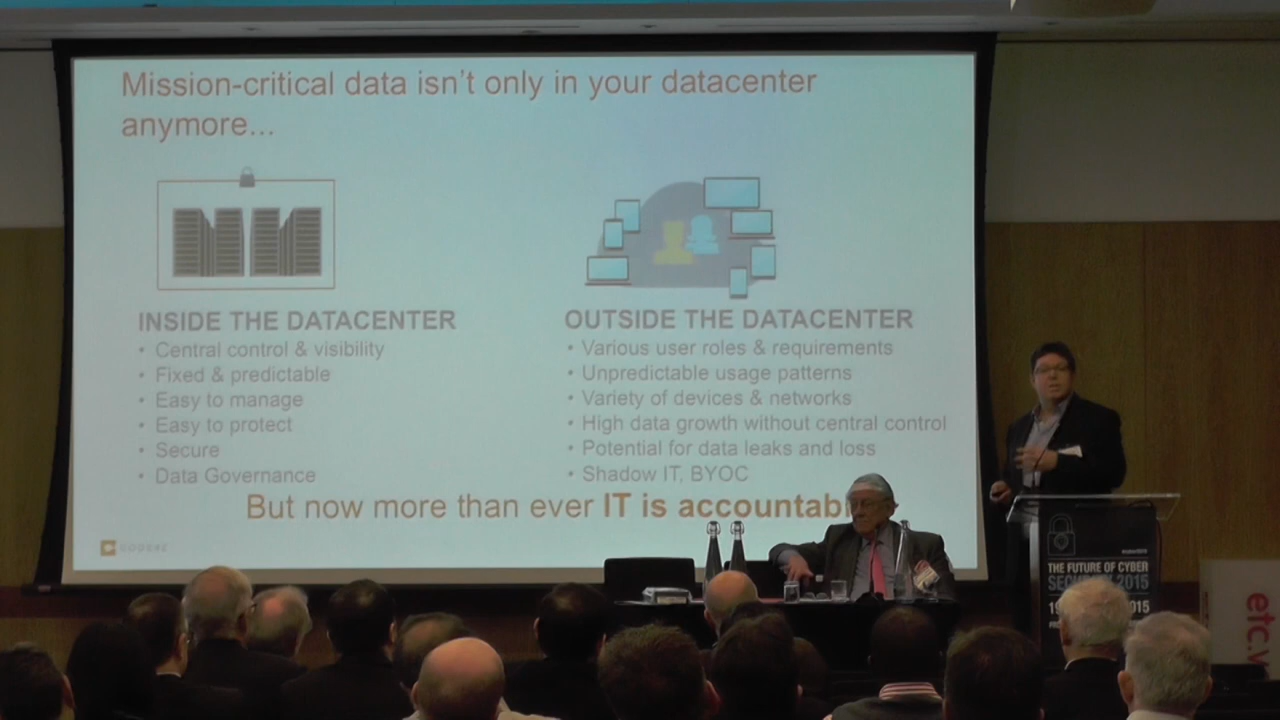 Mission-critical data isn't only in your datacenter
anymore...
INSIDE THE DATACENTER
• Central control & visibility
• Fixed & predictable
• Easy to manage
• Easy to protect
• Secure
• Data Governance
OUTSIDE THE DATACENTER
• Various user roles & requirements
• Unpredictable usage patterns
• Variety of devices & networks
• High data growth without central control
• Potential for data leaks and loss
• Shadow IT, BYOC
But now more than ever IT is accountab
THE FUTURE OF CYBER
2015
etc.v